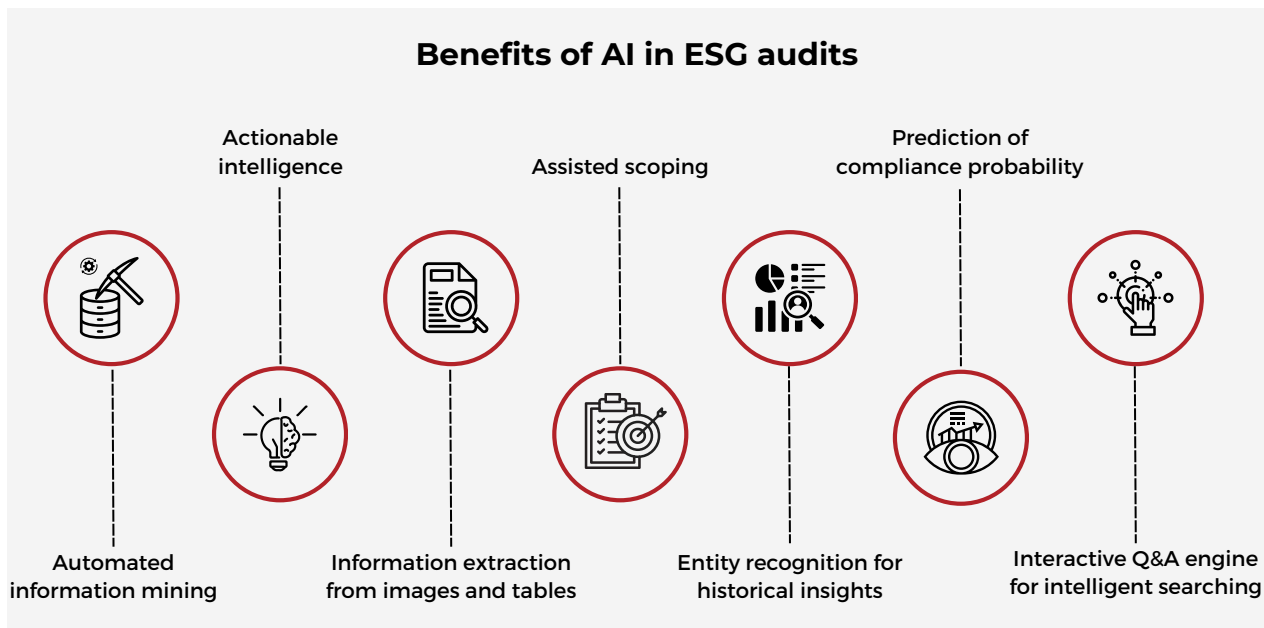 Benefits of AI in ESG audits
Actionable
intelligence
Assisted scoping
Prediction of
compliance probability
Automated
information mining
Information extraction
from images and tables
Entity recognition for
historical insights
Interactive Q&A engine
for intelligent searching